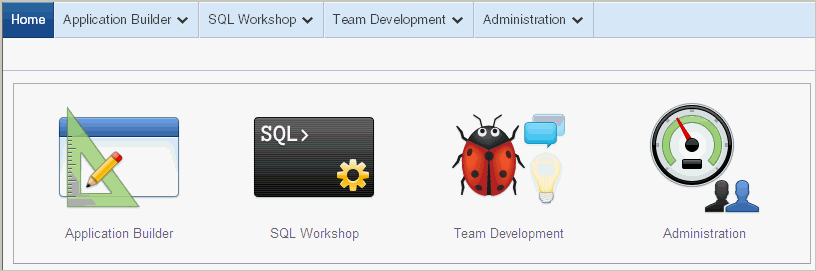 Home Application Builder SQL Workshop Team Development Administration
SQL>
Application Builder SQL Workshop Team Development Administration